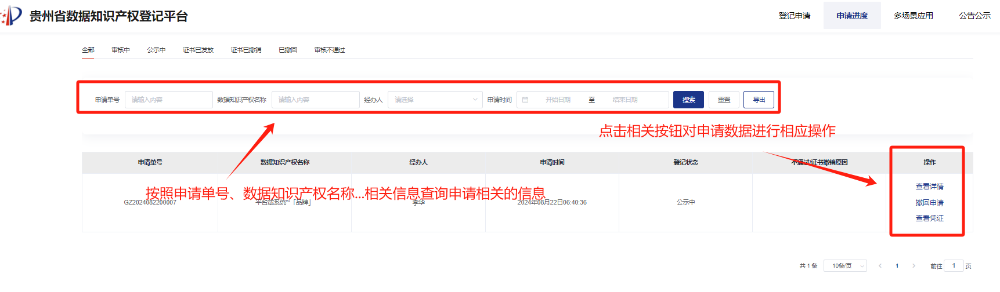 贵州省数据知识产权登记平台
登记申请 申请进度 多场景应用 公告公示
全部 审核中 公示中 证书已发放 证书已撤销 已撤回 审核不通过
申请单号 请输入内容 数据知识产权名称 请输入内容 经办人 请选择 申请时间 开始日期 至 结束日期 搜索 重置 导出
点击相关按钮对申请数据进行相应操作
申请单号 数据知识产权名称 经办人 申请时间 登记状态 不通过/证书撤销原因 操作
按照申请单号、数据知识产权名称...相关信息查询申请相关的信息
GZ2024082200007 平台或系统"「品牌」 李华 2024年08月22日06:40:36 公示中
查看详情
撤回申请
查看凭证
共 1 条 10条/页 1 前往 1 页